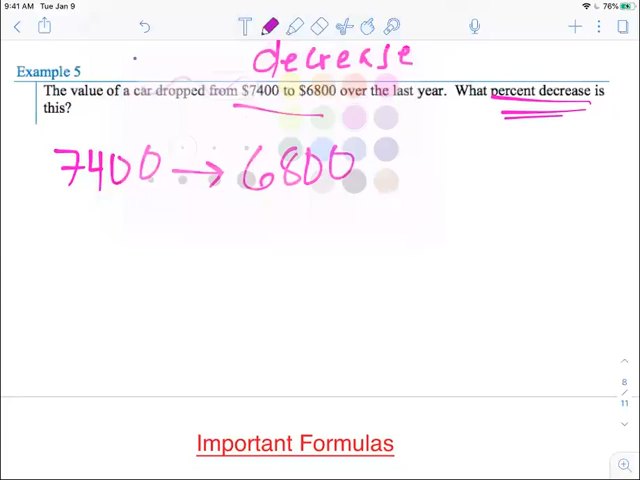 9:41 AM Tue Jan 9
76%
decrease
Example 5
The value of a car dropped from $7400 to $6800 over the last year. What percent decrease is
this?
7400 → 6800
8
/
11
Important Formulas